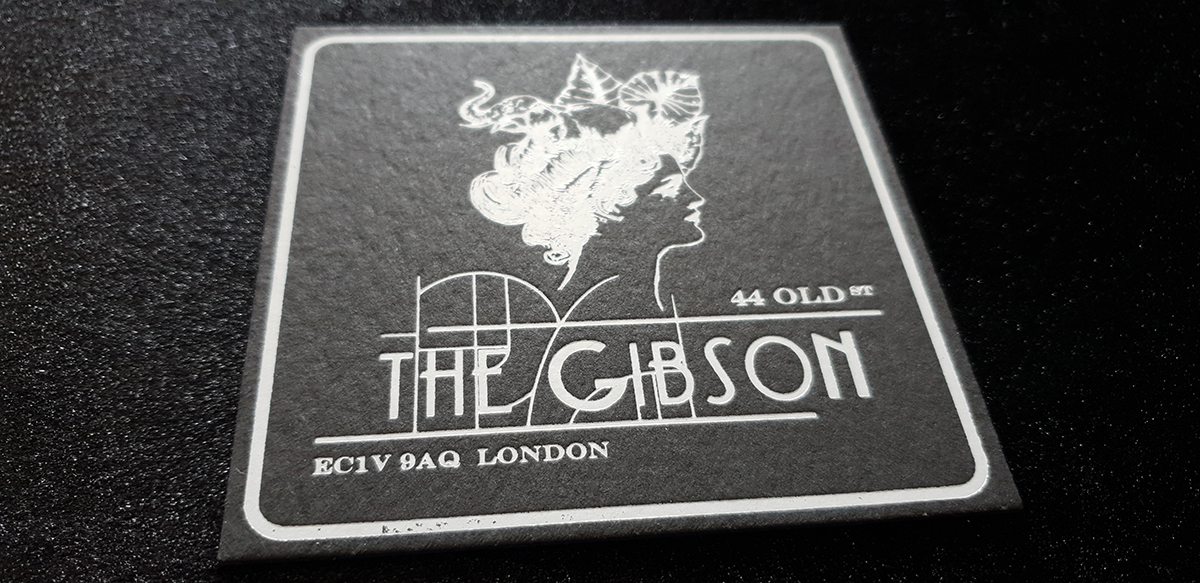 44 OLD ST
THE GIBSON
EC1V 9AQ LONDON